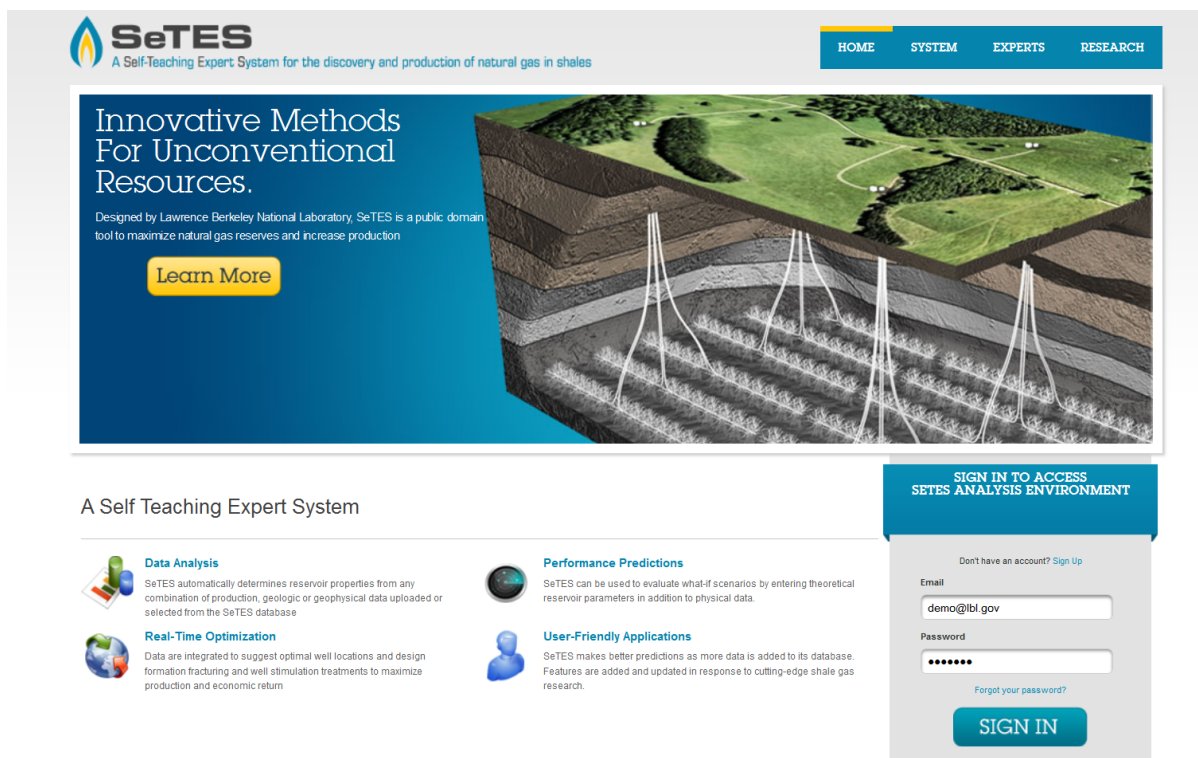 SeTES
A Self-Teaching Expert System for the discovery and production of natural gas in shales
HOME SYSTEM EXPERTS RESEARCH
Innovative Methods
For Unconventional
Resources.
Designed by Lawrence Berkeley National Laboratory, SeTES is a public domain
tool to maximize natural gas reserves and increase production
Learn More
A Self Teaching Expert System
Data Analysis
SeTES automatically determines reservoir properties from any
combination of production, geologic or geophysical data uploaded or
selected from the SeTES database
Real-Time Optimization
Data are integrated to suggest optimal well locations and design
formation fracturing and well stimulation treatments to maximize
production and economic return
Performance Predictions
SeTES can be used to evaluate what-if scenarios by entering theoretical
reservoir parameters in addition to physical data.
User-Friendly Applications
SeTES makes better predictions as more data is added to its database.
Features are added and updated in response to cutting-edge shale gas
research.
SIGN IN TO ACCESS
SETES ANALYSIS ENVIRONMENT
Don't have an account? Sign Up
Email
demo@lbl.gov
Password
•••••••
Forgot your password?
SIGN IN